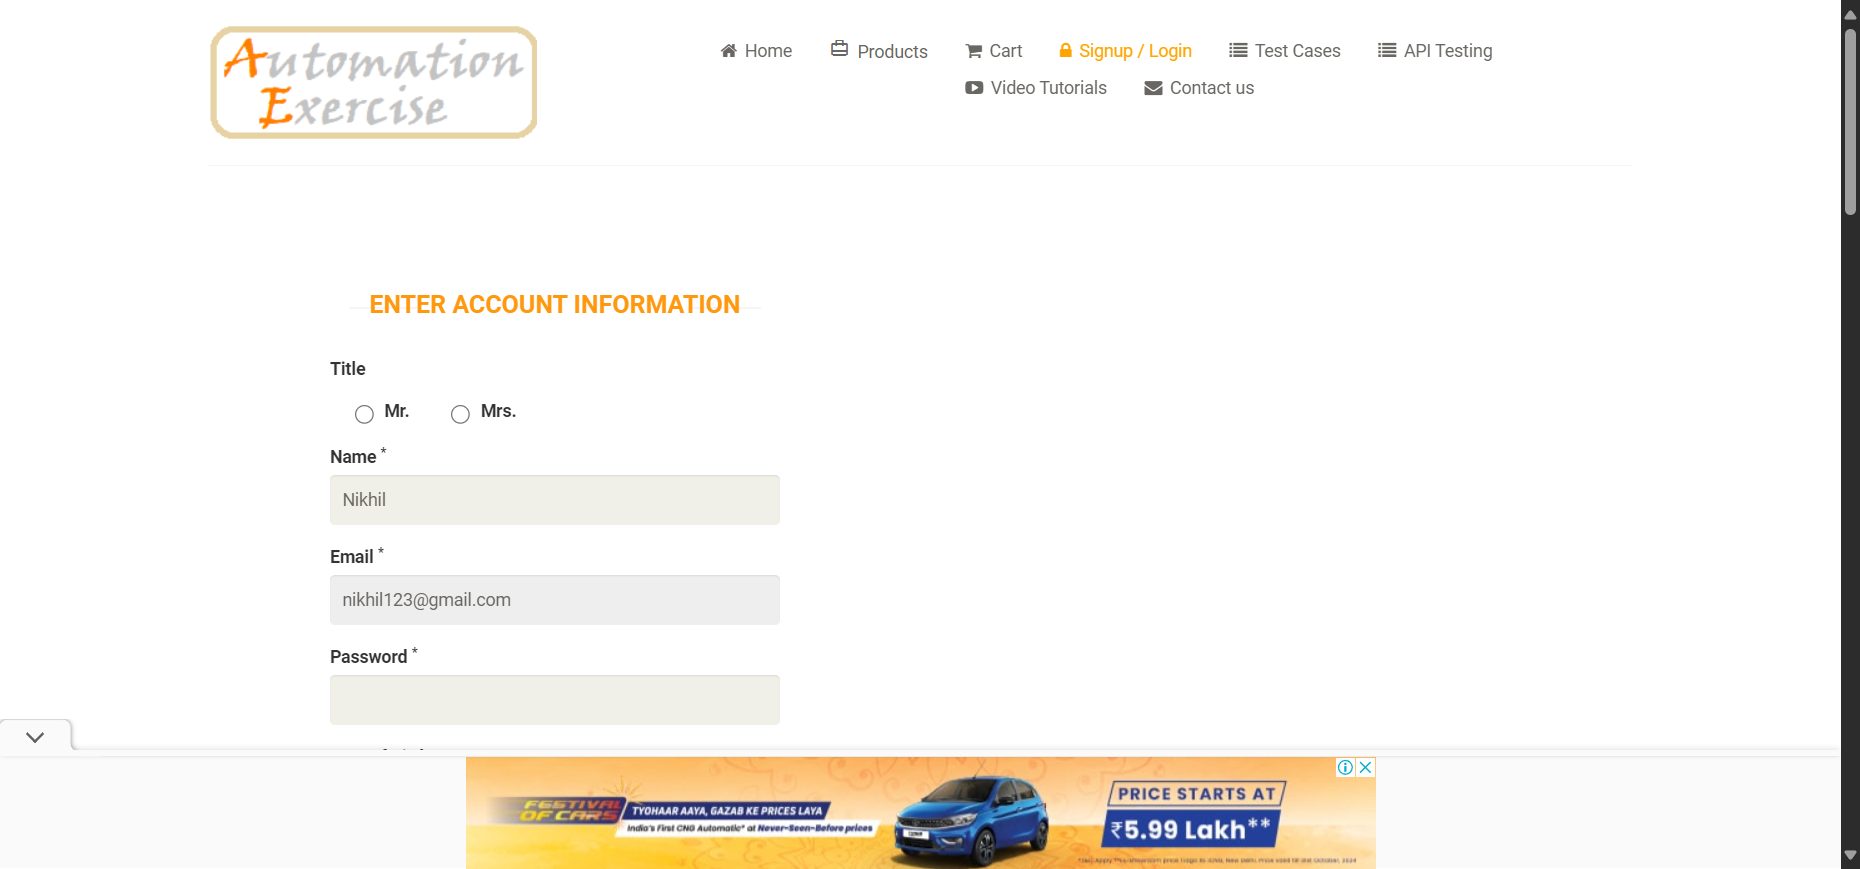 Automation
Exercise
Home
Products
Cart
Signup / Login
Test Cases
API Testing
Video Tutorials
Contact us
ENTER ACCOUNT INFORMATION
Title
Mr.
Mrs.
Name *
Nikhil
Email *
nikhil123@gmail.com
Password *
FESTIVAL
OF CARS
TYOHAAR AAYA, GAZAB KE PRICES LAYA
India's First CNG Automatic* at Never-Seen-Before prices
PRICE STARTS AT
₹5.99 Lakh**